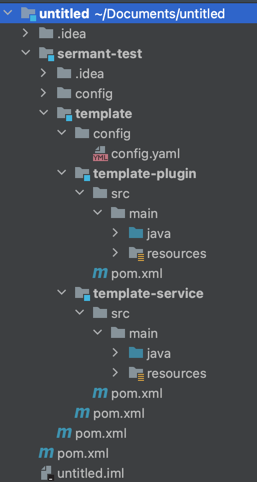 untitled ~/Documents/untitled
.idea
sermant-test
.idea
config
template
config
YML config.yaml
template-plugin
src
main
java
resources
m pom.xml
template-service
src
main
java
resources
m pom.xml
m pom.xml
m pom.xml
m pom.xml
untitled.iml